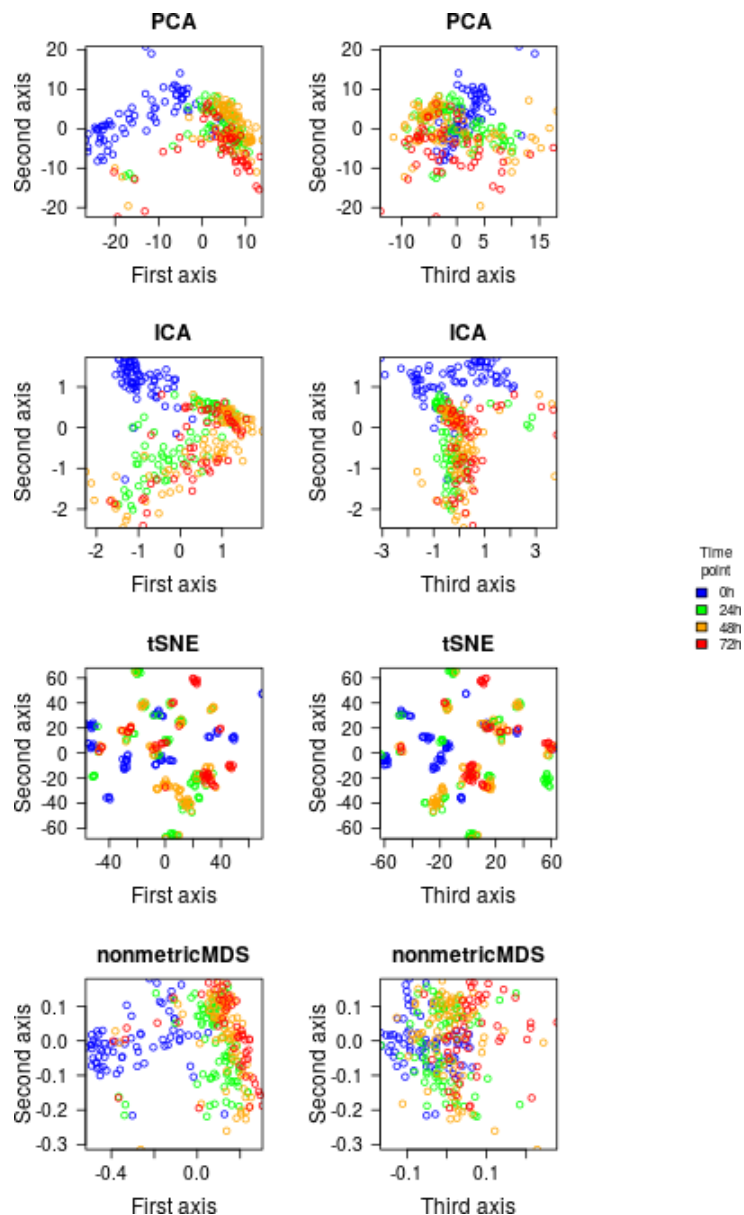 PCA
PCA
20
10
0
-10
-20
Second axis
-20 -10 0 10
First axis
20
10
0
-10
-20
Second axis
-10 0 5 15
Third axis
ICA
ICA
1
0
-1
-2
Second axis
-2 -1 0 1
First axis
1
0
-1
-2
Second axis
-3 -1 1 3
Third axis
Time
point
0h
24h
48h
72h
tSNE
tSNE
60
40
20
0
-20
-40
-60
Second axis
-40 0 40
First axis
60
40
20
0
-20
-40
-60
Second axis
-60 -20 20 60
Third axis
nonmetricMDS
nonmetricMDS
0.1
0.0
-0.1
-0.2
-0.3
Second axis
-0.4 0.0
First axis
0.1
0.0
-0.1
-0.2
-0.3
Second axis
-0.1 0.1
Third axis